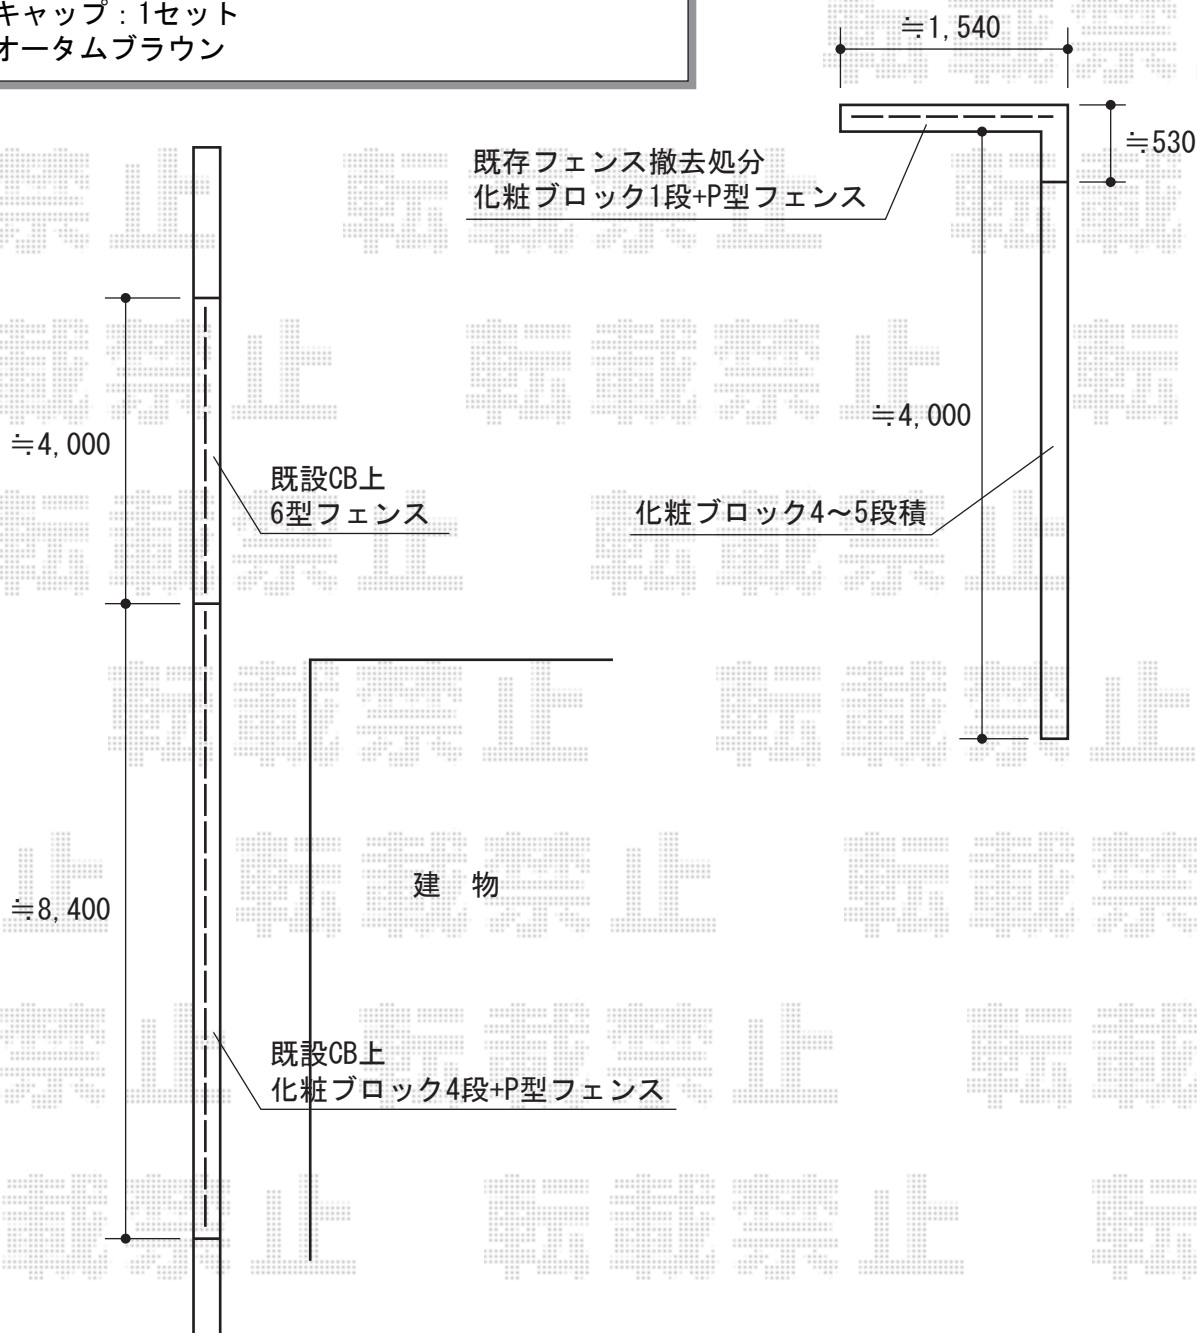 キャップ：1セット
オータムブラウン
≒1,540
≒530
既存フェンス撤去処分
化粧ブロック1段+P型フェンス
≒4,000
≒4,000
既設CB上
6型フェンス
化粧ブロック4～5段積
建　物
≒8,400
既設CB上
化粧ブロック4段+P型フェンス
転載禁止